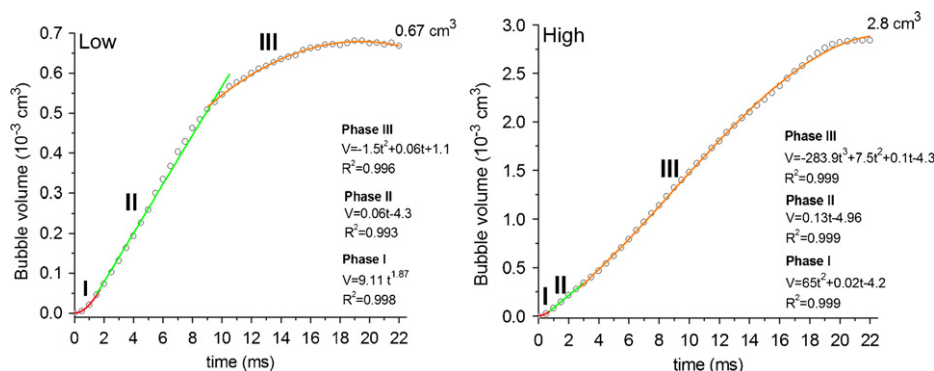 Low
0.67 cm³
III
II
I
Phase III
V=-1.5t²+0.06t+1.1
R²=0.996
Phase II
V=0.06t-4.3
R²=0.993
Phase I
V=9.11 t^1.87
R²=0.998
Bubble volume (10⁻³ cm³)
0.7
0.6
0.5
0.4
0.3
0.2
0.1
0.0
0 2 4 6 8 10 12 14 16 18 20 22
time (ms)
High
2.8 cm³
III
II
I
Phase III
V=-283.9t³+7.5t²+0.1t-4.3
R²=0.999
Phase II
V=0.13t-4.96
R²=0.999
Phase I
V=65t²+0.02t-4.2
R²=0.999
Bubble volume (10⁻³ cm³)
3.0
2.5
2.0
1.5
1.0
0.5
0.0
0 2 4 6 8 10 12 14 16 18 20 22
time (ms)